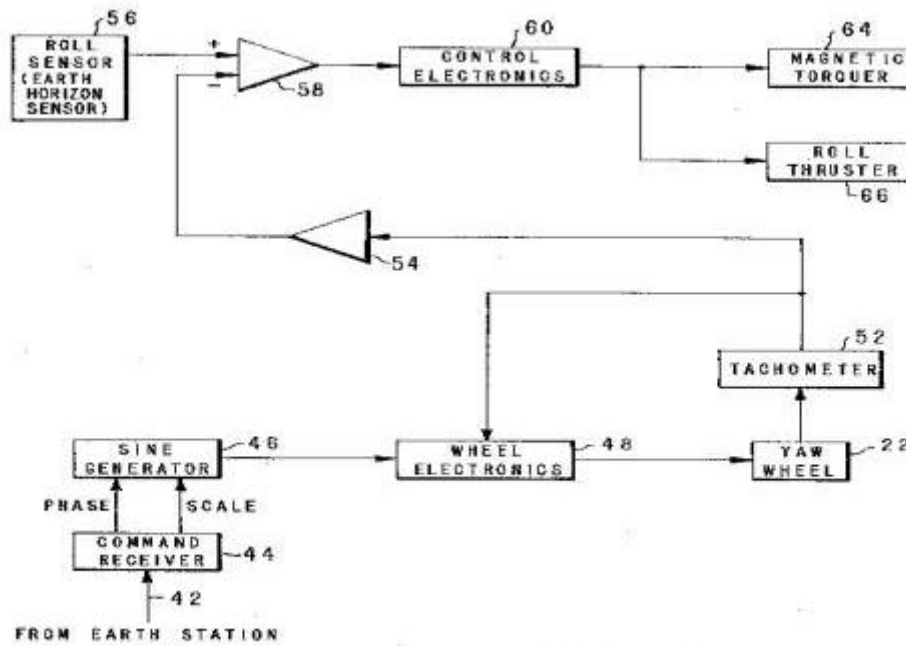 56
ROLL
SENSOR
(EARTH
HORIZON
SENSOR)
+
−
58
60
CONTROL
ELECTRONICS
64
MAGNETIC
TORQUER
ROLL
THRUSTER
66
54
52
TACHOMETER
SINE
GENERATOR
46
WHEEL
ELECTRONICS
48
YAW
WHEEL
22
PHASE
SCALE
COMMAND
RECEIVER
44
42
FROM EARTH STATION